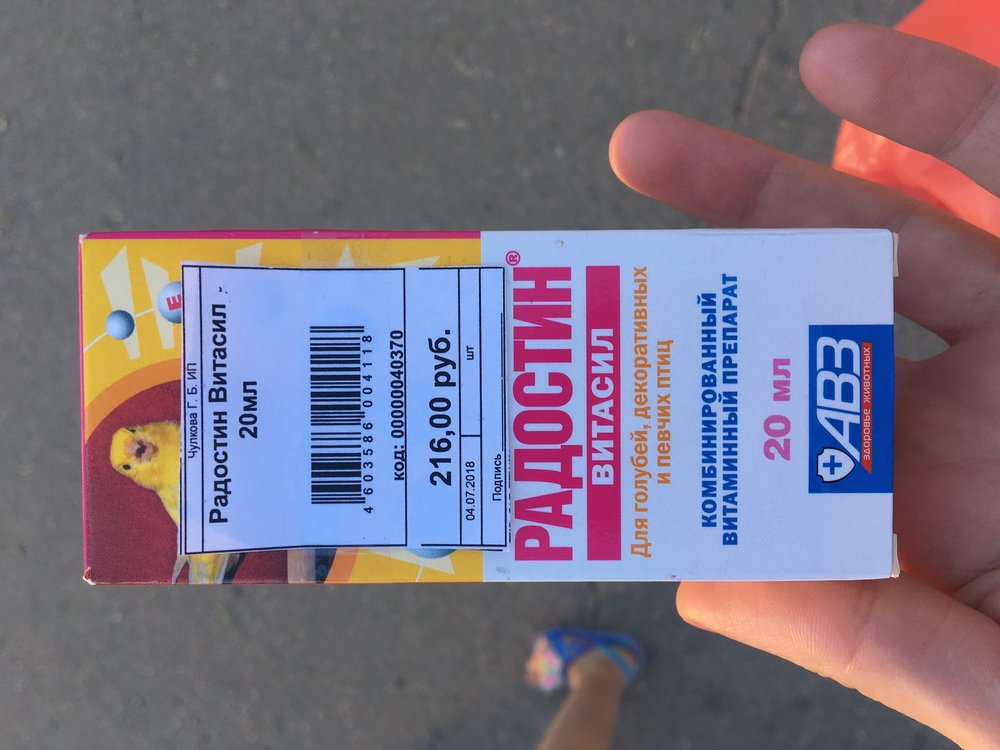 Чулкова Г. Б. ИП
Радостин Витасил
20мл
4 603586 004118
код: 00000040370
216,00 руб.
04.07.2018
шт
Подпись
Е
РАДОСТИН®
ВИТАСИЛ
Для голубей, декоративных
и певчих птиц
КОМБИНИРОВАННЫЙ
ВИТАМИННЫЙ ПРЕПАРАТ
20 мл
АВЗ
ЗДОРОВЬЕ ЖИВОТНЫХ